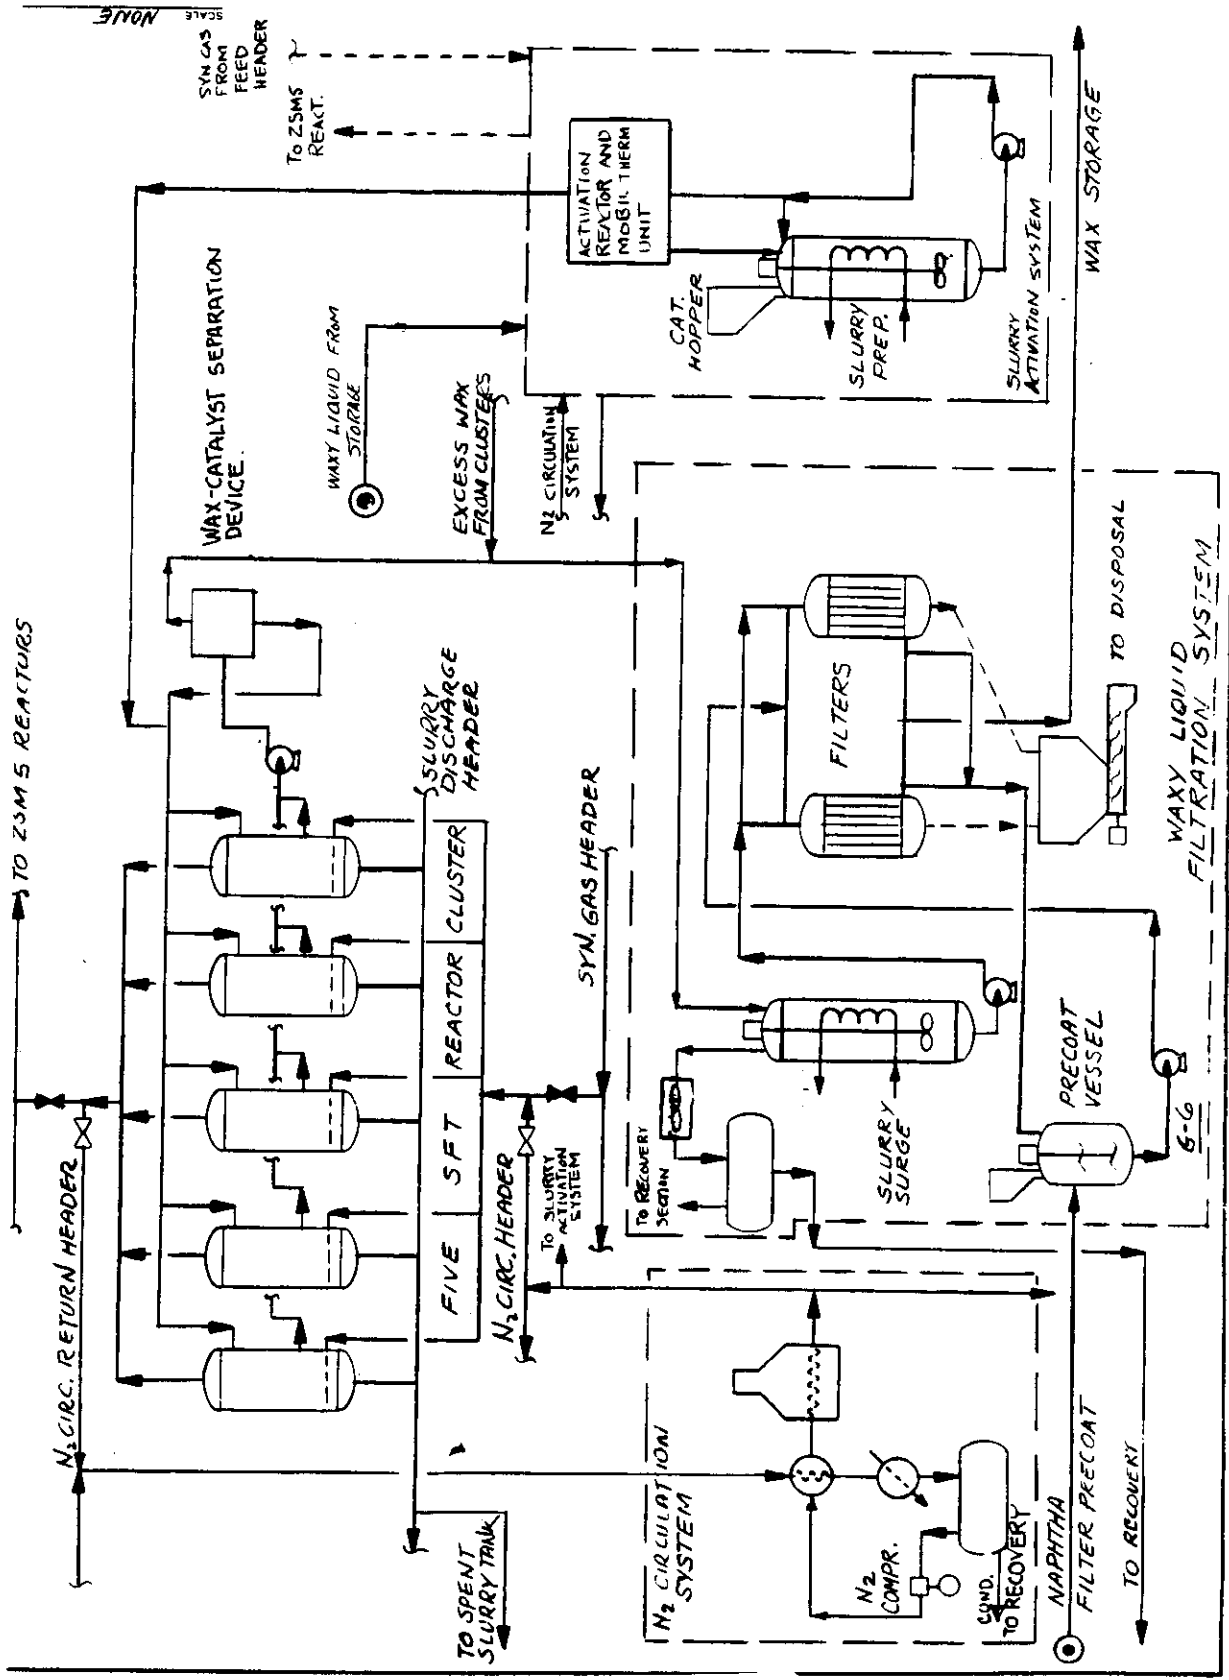 SCALE NONE
SYN GAS
FROM
FEED
HEADER
TO ZSM5
REACT.
ACTIVATION
REACTOR AND
MOBIL THERM
UNIT
CAT.
HOPPER
SLURRY
PREP.
SLURRY
ACTIVATION SYSTEM
WAX STORAGE
WAX-CATALYST SEPARATION
DEVICE.
WAXY LIQUID FROM
STORAGE
EXCESS WAX
FROM CLUSTERS
N2 CIRCULATION
SYSTEM
TO ZSM 5 REACTORS
SLURRY
DISCHARGE
HEADER
FIVE SFT REACTOR CLUSTER
SYN. GAS HEADER
N2 CIRC. RETURN HEADER
N2 CIRC. HEADER
TO SLURRY
ACTIVATION
SYSTEM
TO SPENT
SLURRY TANK
FILTERS
TO DISPOSAL
WAXY LIQUID
FILTRATION SYSTEM
TO RECOVERY
SECTION
SLURRY
SURGE
PRECOAT
VESSEL
G-6
N2 CIRCULATION
SYSTEM
N2
COMPR.
COND.
TO RECOVERY
NAPHTHA
FILTER PRECOAT
TO RECOVERY